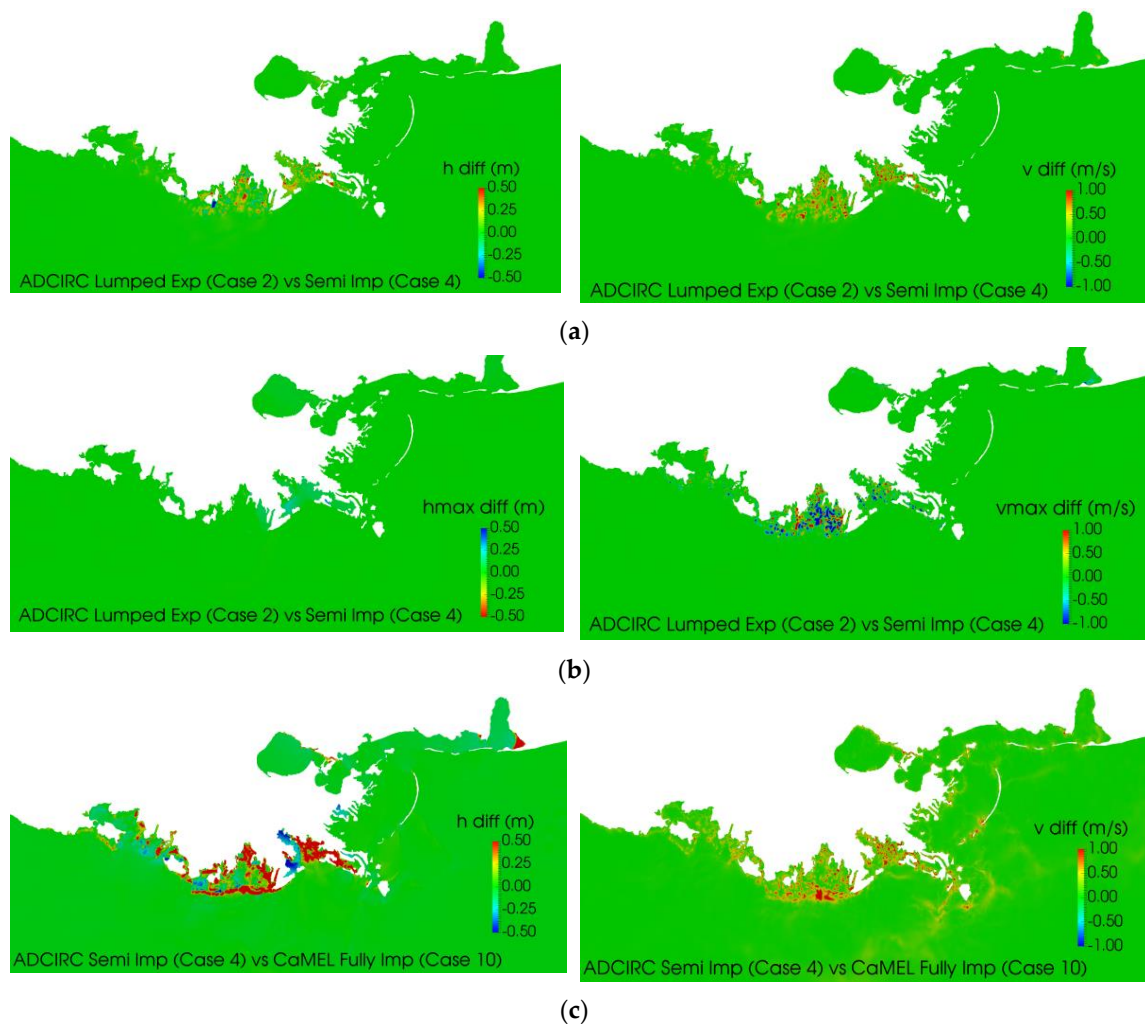 h diff (m)
0.50
0.25
0.00
-0.25
-0.50
ADCIRC Lumped Exp (Case 2) vs Semi Imp (Case 4)
v diff (m/s)
1.00
0.50
0.00
-0.50
-1.00
ADCIRC Lumped Exp (Case 2) vs Semi Imp (Case 4)
(a)
hmax diff (m)
0.50
0.25
0.00
-0.25
-0.50
ADCIRC Lumped Exp (Case 2) vs Semi Imp (Case 4)
vmax diff (m/s)
1.00
0.50
0.00
-0.50
-1.00
ADCIRC Lumped Exp (Case 2) vs Semi Imp (Case 4)
(b)
h diff (m)
0.50
0.25
0.00
-0.25
-0.50
ADCIRC Semi Imp (Case 4) vs CaMEL Fully Imp (Case 10)
v diff (m/s)
1.00
0.50
0.00
-0.50
-1.00
ADCIRC Semi Imp (Case 4) vs CaMEL Fully Imp (Case 10)
(c)